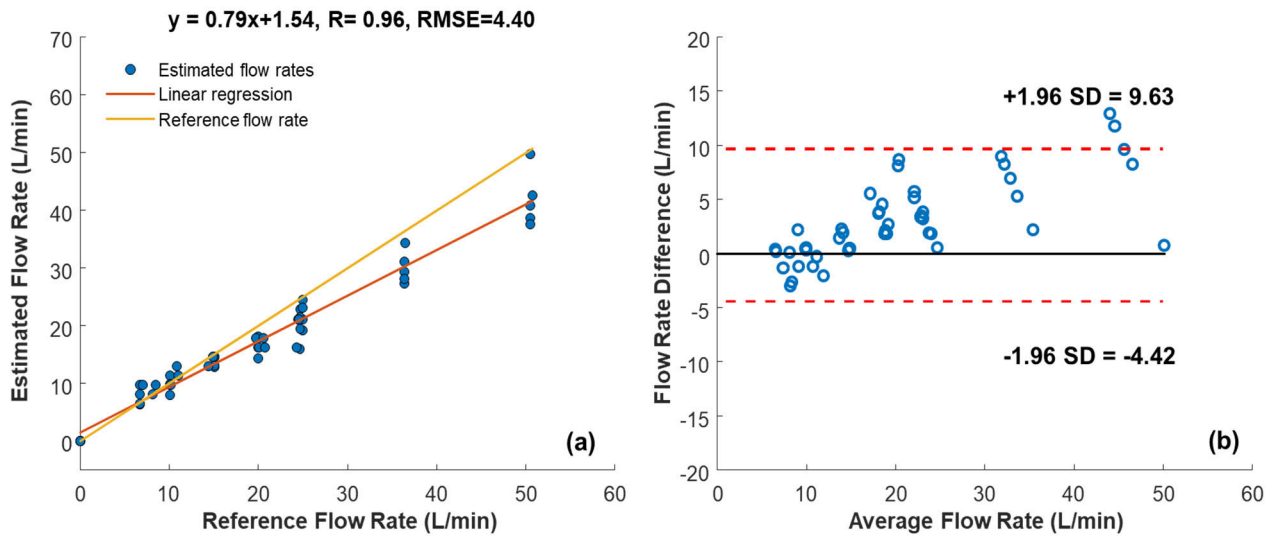 y = 0.79x+1.54, R= 0.96, RMSE=4.40
70
60
50
40
30
20
10
0
Estimated Flow Rate (L/min)
Estimated flow rates
Linear regression
Reference flow rate
(a)
0 10 20 30 40 50 60
Reference Flow Rate (L/min)
20
15
10
5
0
-5
-10
-15
-20
Flow Rate Difference (L/min)
+1.96 SD = 9.63
-1.96 SD = -4.42
(b)
0 10 20 30 40 50 60
Average Flow Rate (L/min)